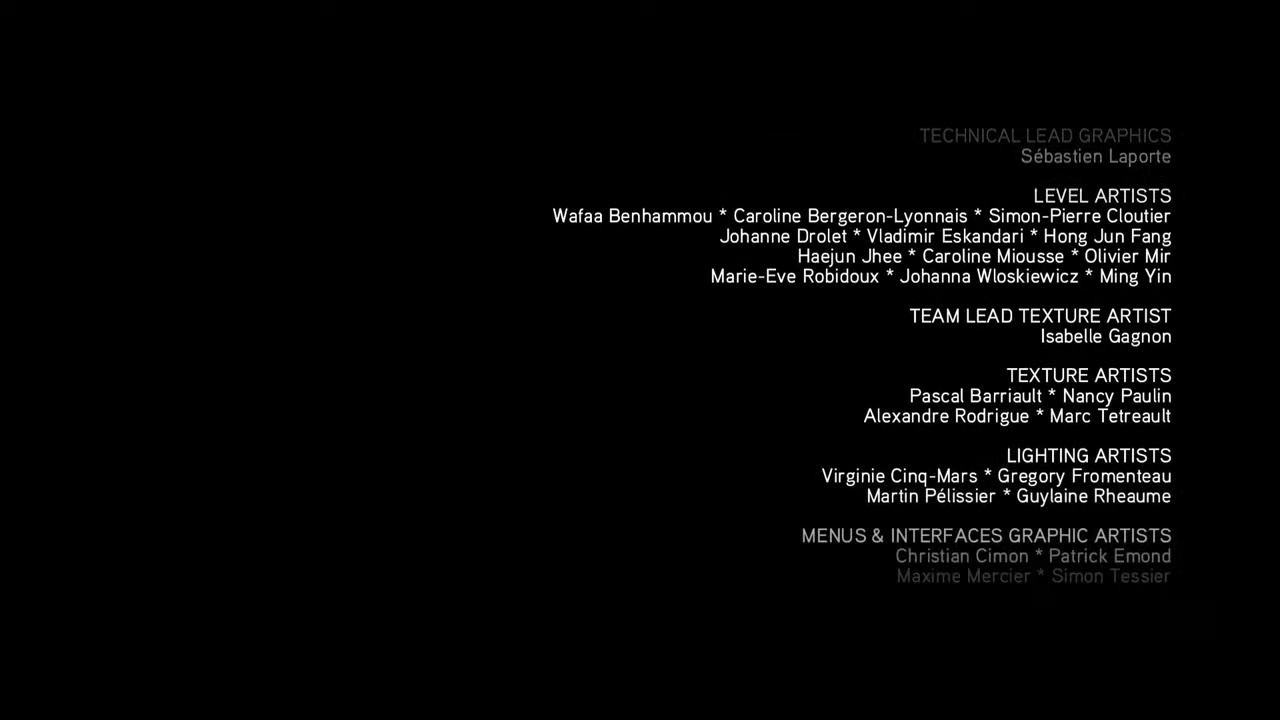 TECHNICAL LEAD GRAPHICS
Sébastien Laporte
LEVEL ARTISTS
Wafaa Benhammou * Caroline Bergeron-Lyonnais * Simon-Pierre Cloutier
Johanne Drolet * Vladimir Eskandari * Hong Jun Fang
Haejun Jhee * Caroline Miousse * Olivier Mir
Marie-Eve Robidoux * Johanna Wloskiewicz * Ming Yin
TEAM LEAD TEXTURE ARTIST
Isabelle Gagnon
TEXTURE ARTISTS
Pascal Barriault * Nancy Paulin
Alexandre Rodrigue * Marc Tetreault
LIGHTING ARTISTS
Virginie Cinq-Mars * Gregory Fromenteau
Martin Pélissier * Guylaine Rheaume
MENUS & INTERFACES GRAPHIC ARTISTS
Christian Cimon * Patrick Emond
Maxime Mercier * Simon Tessier